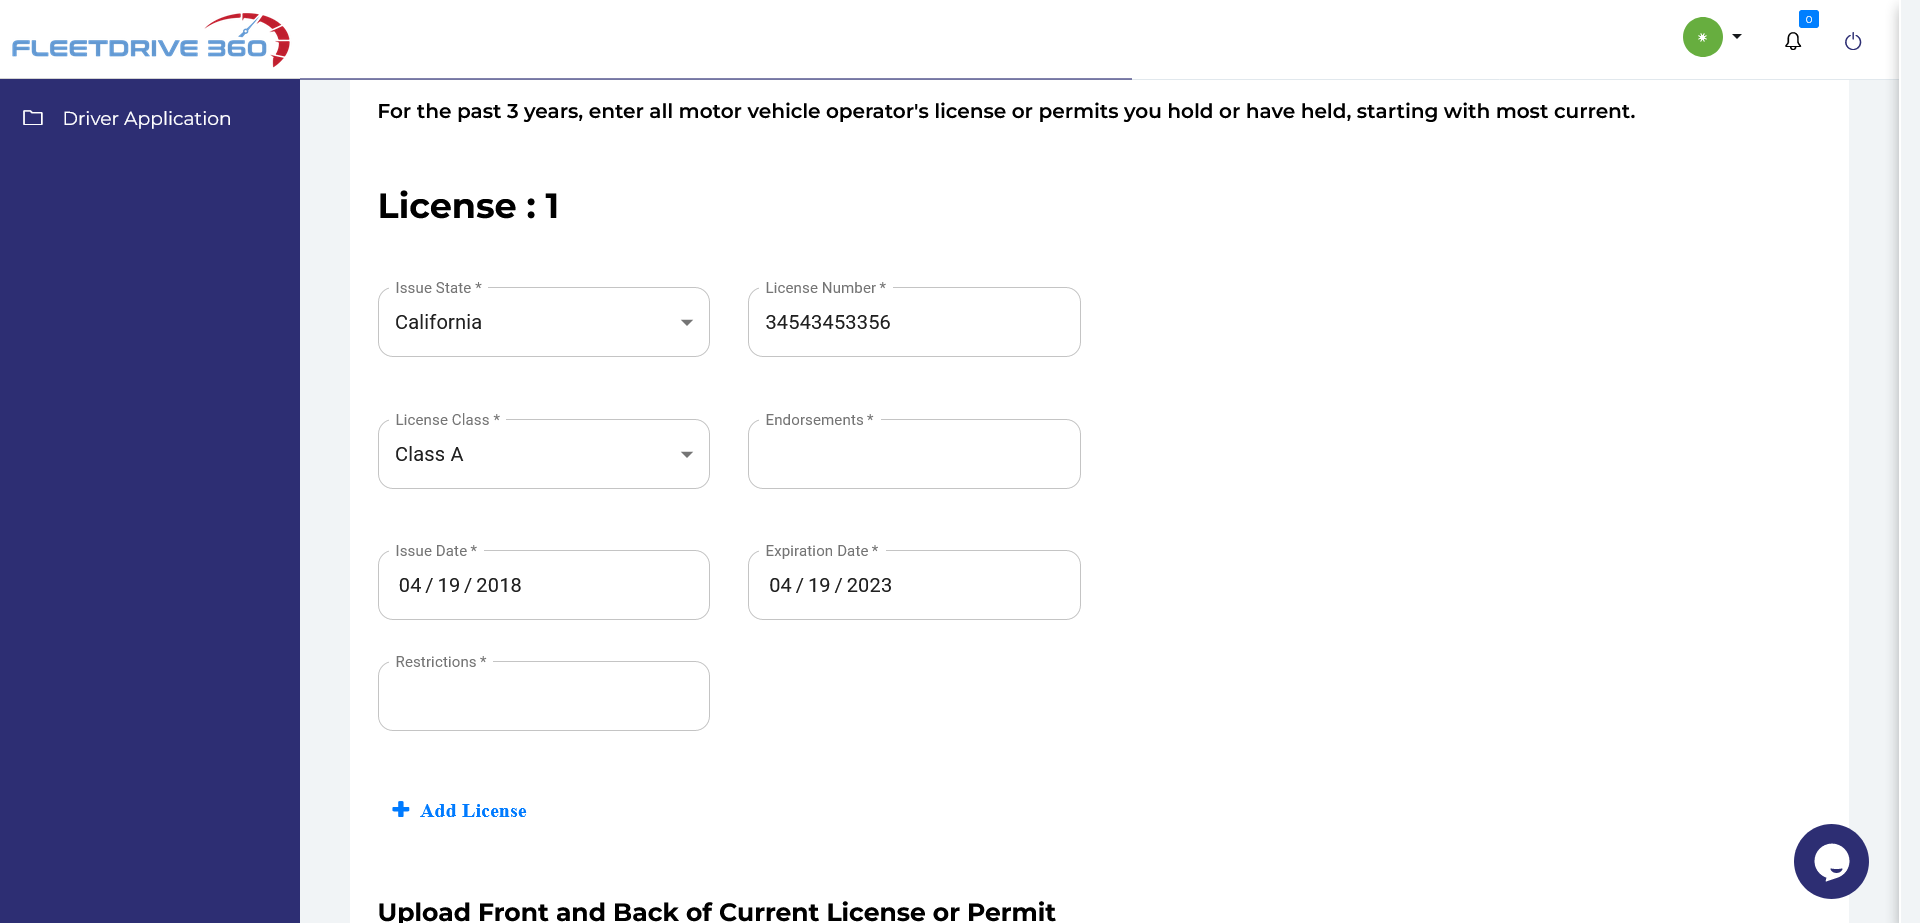 FLEETDRIVE 360
0
Driver Application
For the past 3 years, enter all motor vehicle operator's license or permits you hold or have held, starting with most current.
License : 1
Issue State *
California
License Number *
34543453356
License Class *
Class A
Endorsements *
Issue Date *
04 / 19 / 2018
Expiration Date *
04 / 19 / 2023
Restrictions *
Add License
Upload Front and Back of Current License or Permit